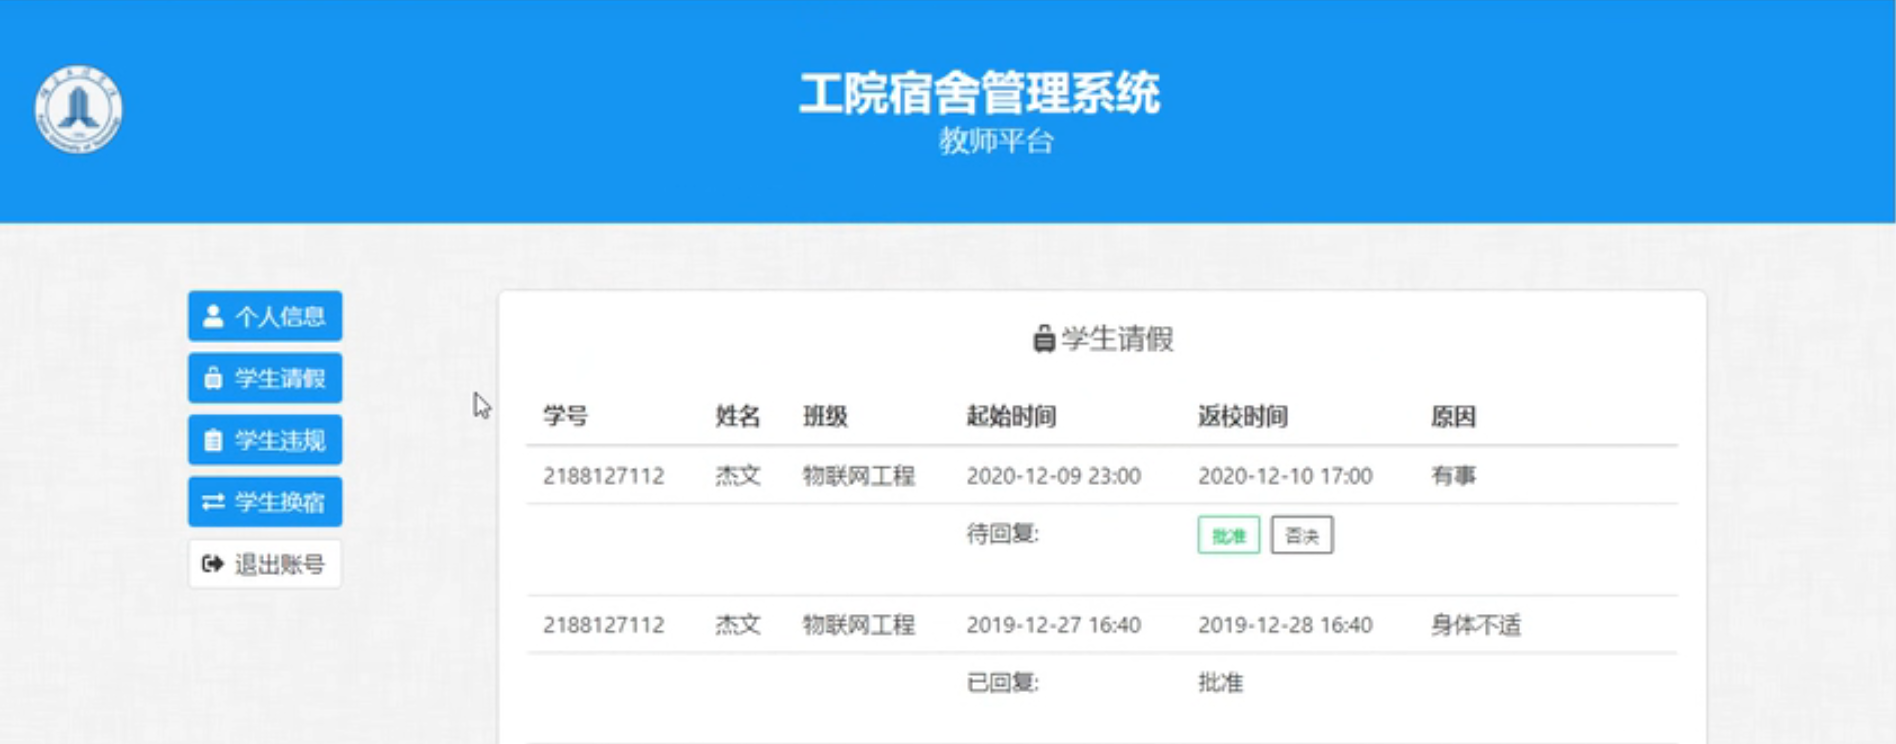 工院宿舍管理系统
教师平台
个人信息
学生请假
学生违规
学生换宿
退出账号
学生请假
学号 姓名 班级 起始时间 返校时间 原因
2188127112 杰文 物联网工程 2020-12-09 23:00 2020-12-10 17:00 有事
待回复: 批准 否决
2188127112 杰文 物联网工程 2019-12-27 16:40 2019-12-28 16:40 身体不适
已回复: 批准